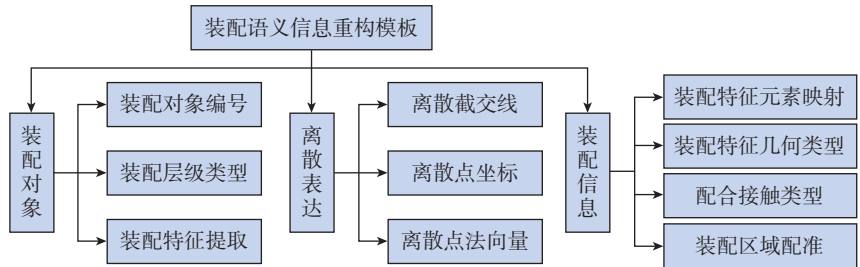 装配语义信息重构模板
装配对象
装配对象编号
装配层级类型
装配特征提取
离散表达
离散截交线
离散点坐标
离散点法向量
装配信息
装配特征元素映射
装配特征几何类型
配合接触类型
装配区域配准